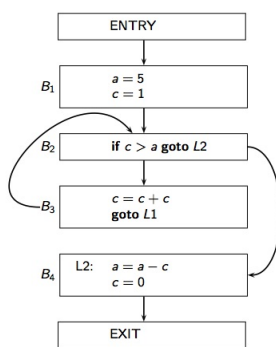 ENTRY
B1
a = 5
c = 1
B2
if c > a goto L2
B3
c = c + c
goto L1
B4
L2: a = a − c
c = 0
EXIT